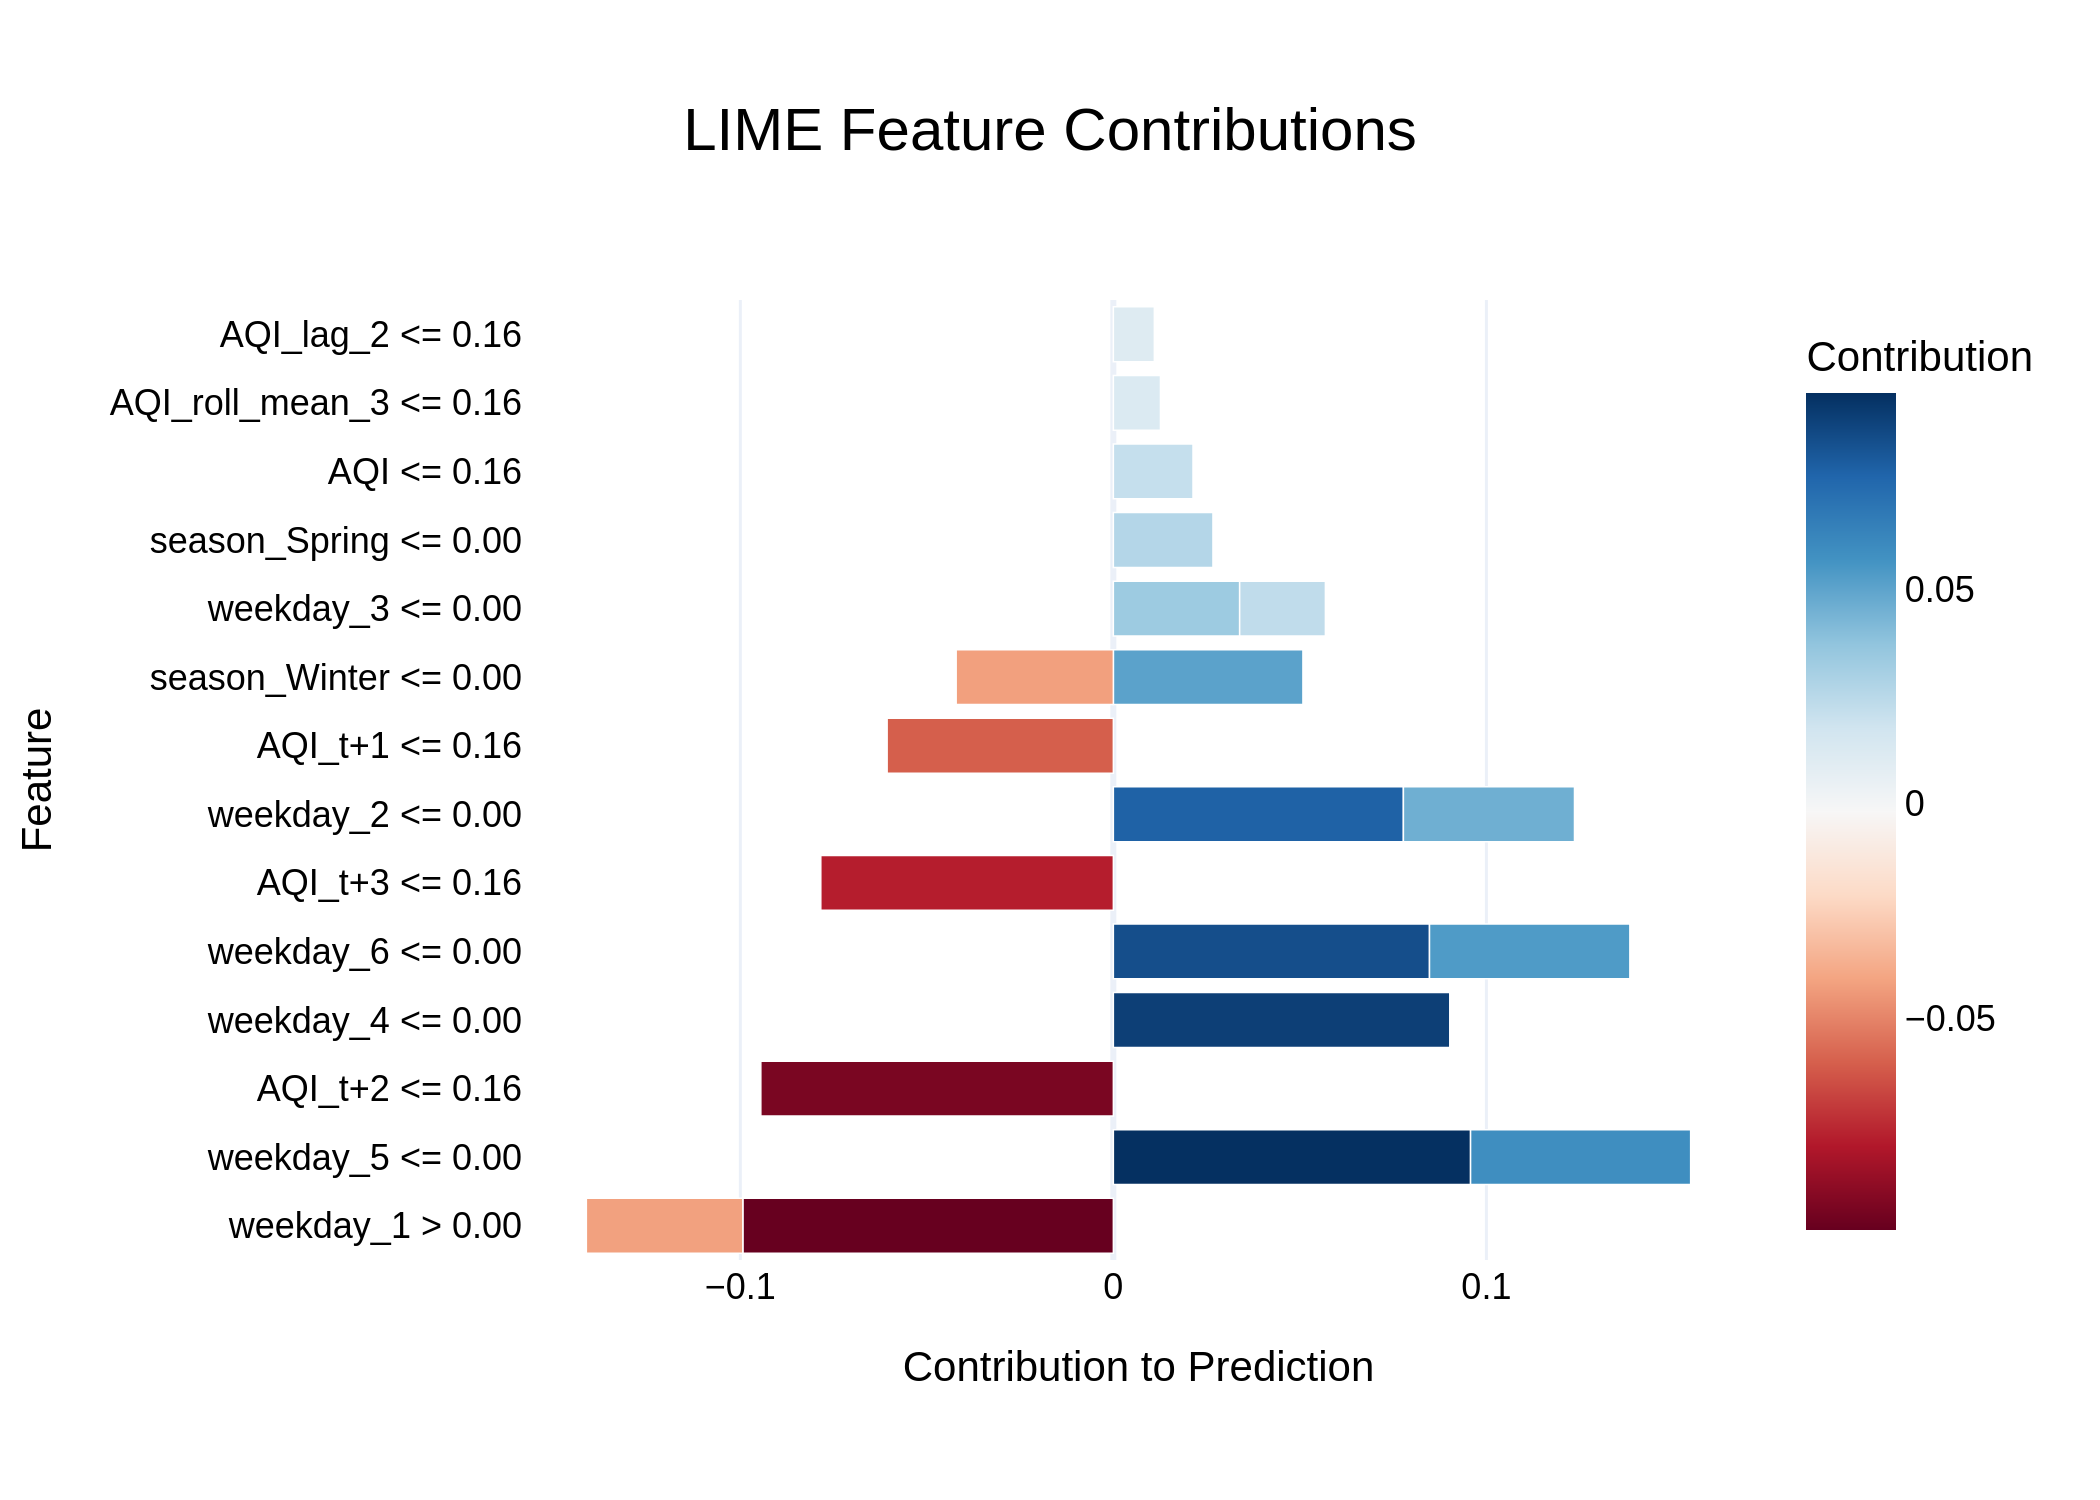 LIME Feature Contributions
AQI_lag_2 <= 0.16
AQI_roll_mean_3 <= 0.16
AQI <= 0.16
season_Spring <= 0.00
weekday_3 <= 0.00
season_Winter <= 0.00
AQI_t+1 <= 0.16
weekday_2 <= 0.00
AQI_t+3 <= 0.16
weekday_6 <= 0.00
weekday_4 <= 0.00
AQI_t+2 <= 0.16
weekday_5 <= 0.00
weekday_1 > 0.00
Feature
−0.1
0
0.1
Contribution to Prediction
Contribution
0.05
0
−0.05